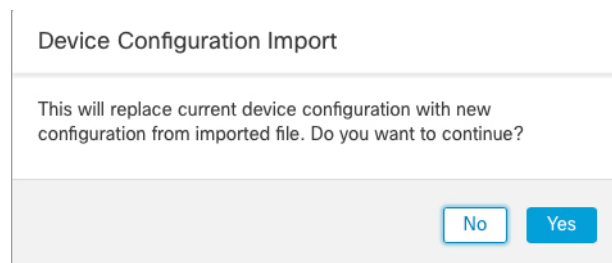 Device Configuration Import
This will replace current device configuration with new
configuration from imported file. Do you want to continue?
No
Yes